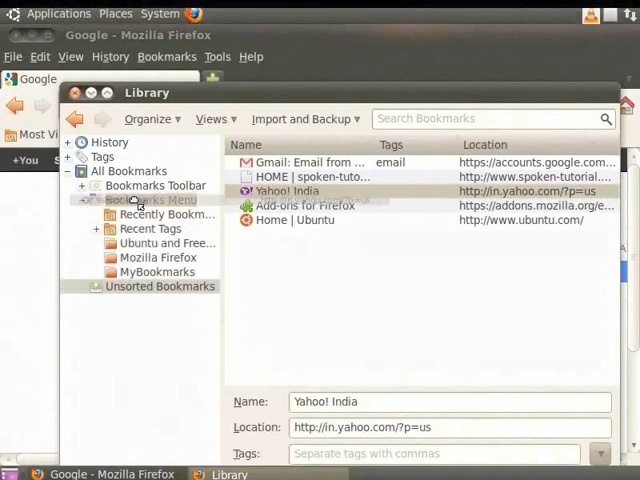 Applications Places System
Google - Mozilla Firefox
File Edit View History Bookmarks Tools Help
Google
Most Vi
+You
Library
Organize Views Import and Backup Search Bookmarks
Name Tags Location
History
Tags
All Bookmarks
Bookmarks Toolbar
Bookmarks Menu
Recently Bookm...
Recent Tags
Ubuntu and Free...
Mozilla Firefox
MyBookmarks
Unsorted Bookmarks
Gmail: Email from ... email https://accounts.google.com...
HOME | spoken-tuto... http://www.spoken-tutorial....
Yahoo! India http://in.yahoo.com/?p=us
Add-ons for Firefox https://addons.mozilla.org/e...
Home | Ubuntu http://www.ubuntu.com/
Name: Yahoo! India
Location: http://in.yahoo.com/?p=us
Tags: Separate tags with commas
Google - Mozilla Firefox Library